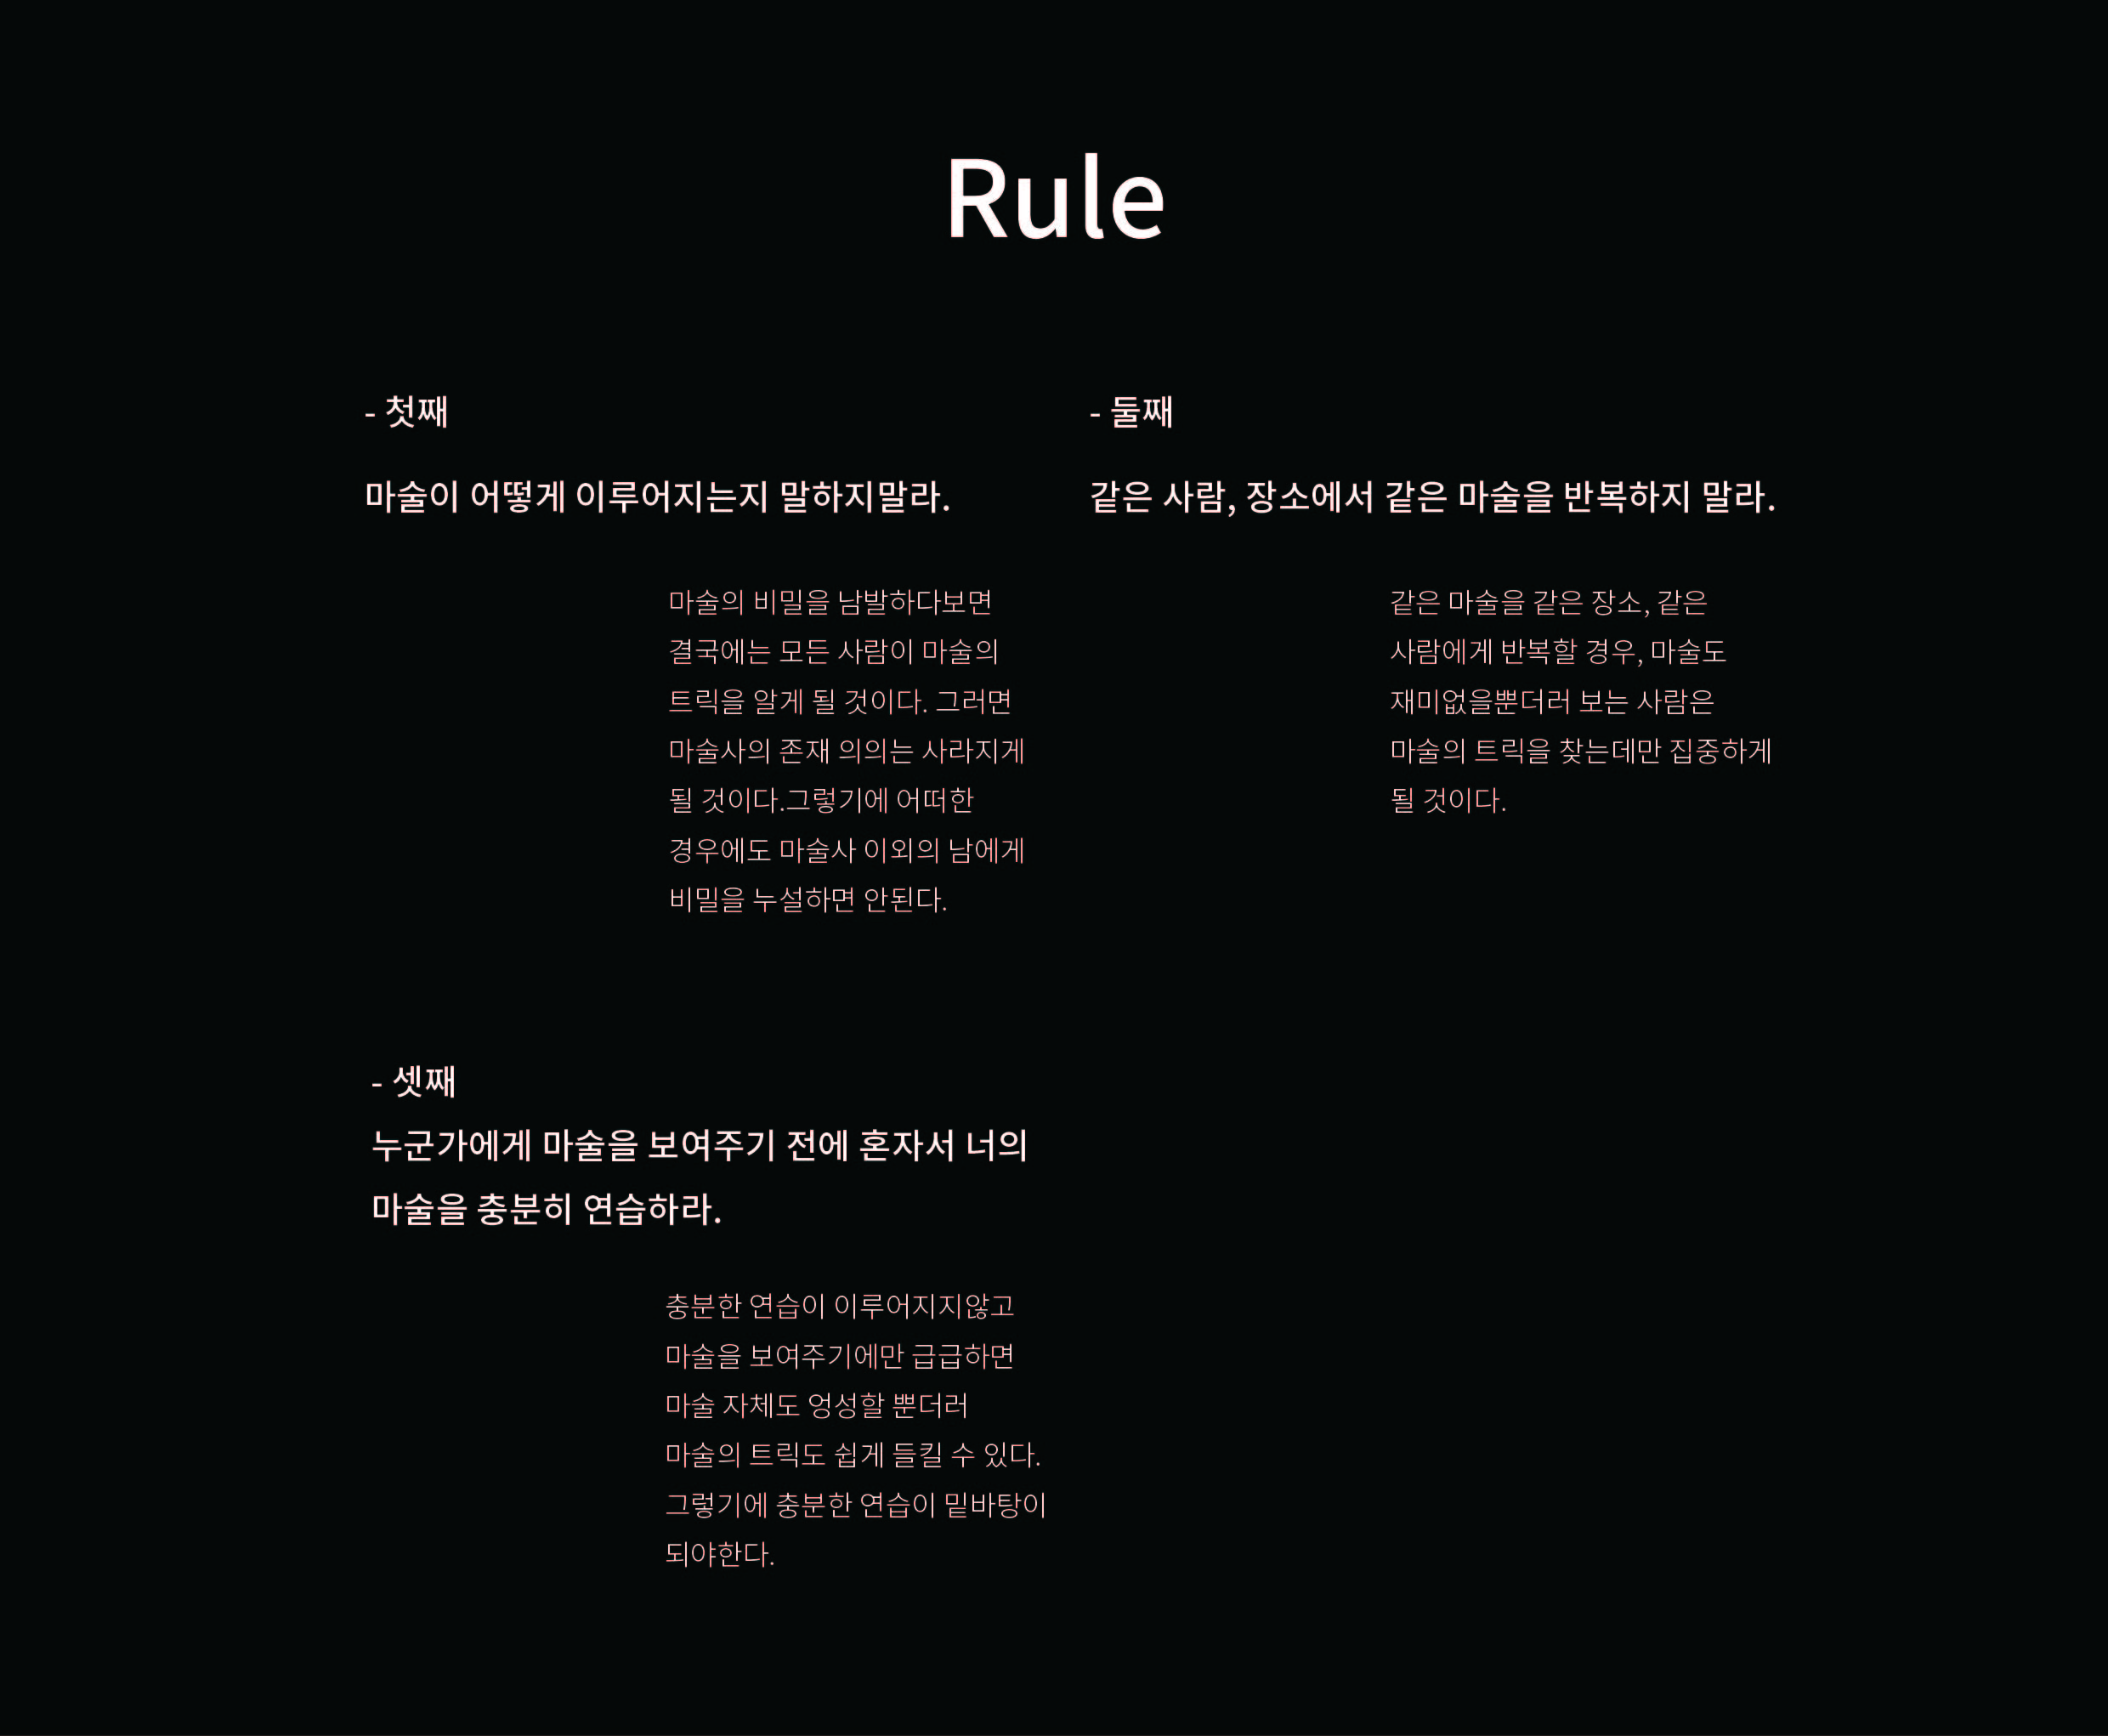 Rule
- 첫째
마술이 어떻게 이루어지는지 말하지말라.
마술의 비밀을 남발하다보면
결국에는 모든 사람이 마술의
트릭을 알게 될 것이다. 그러면
마술사의 존재 의의는 사라지게
될 것이다.그렇기에 어떠한
경우에도 마술사 이외의 남에게
비밀을 누설하면 안된다.
- 둘째
같은 사람, 장소에서 같은 마술을 반복하지 말라.
같은 마술을 같은 장소, 같은
사람에게 반복할 경우, 마술도
재미없을뿐더러 보는 사람은
마술의 트릭을 찾는데만 집중하게
될 것이다.
- 셋째
누군가에게 마술을 보여주기 전에 혼자서 너의
마술을 충분히 연습하라.
충분한 연습이 이루어지지않고
마술을 보여주기에만 급급하면
마술 자체도 엉성할 뿐더러
마술의 트릭도 쉽게 들킬 수 있다.
그렇기에 충분한 연습이 밑바탕이
되야한다.